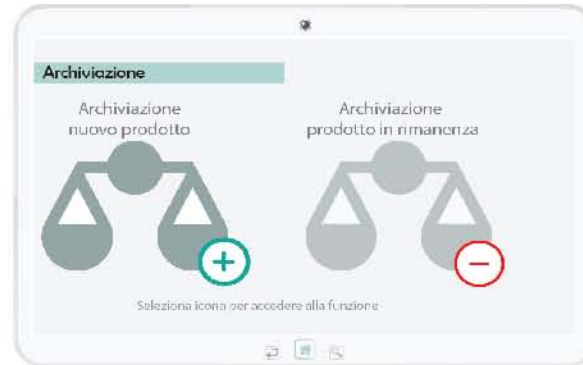 Archiviazione
Archiviazione
nuovo prodotto
Archiviazione
prodotto in rimanenza
Seleziona icona per accedere alla funzione